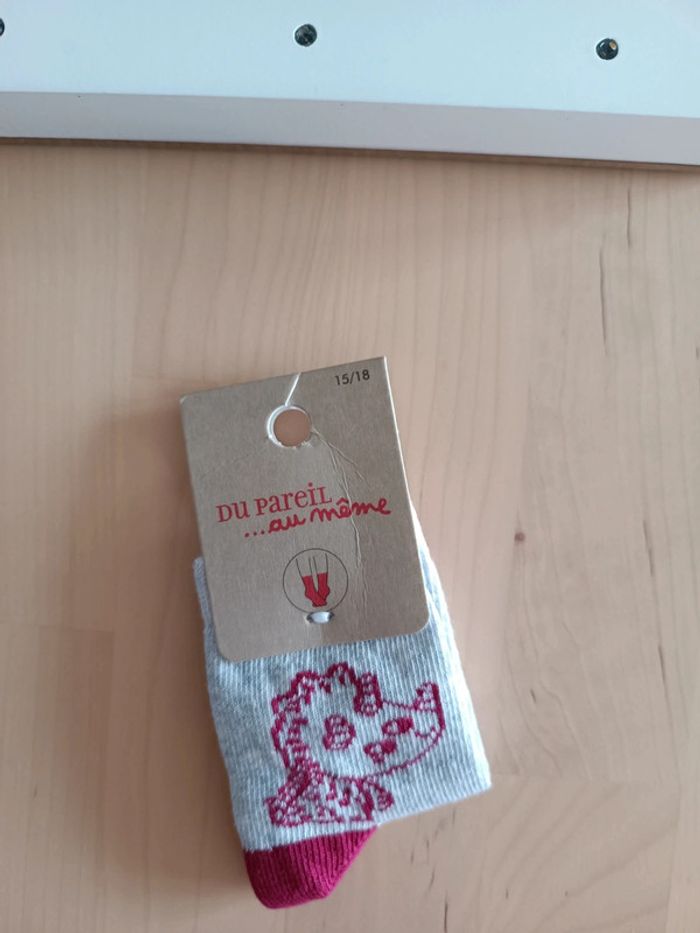 15/18
DU PAREIL
...au même